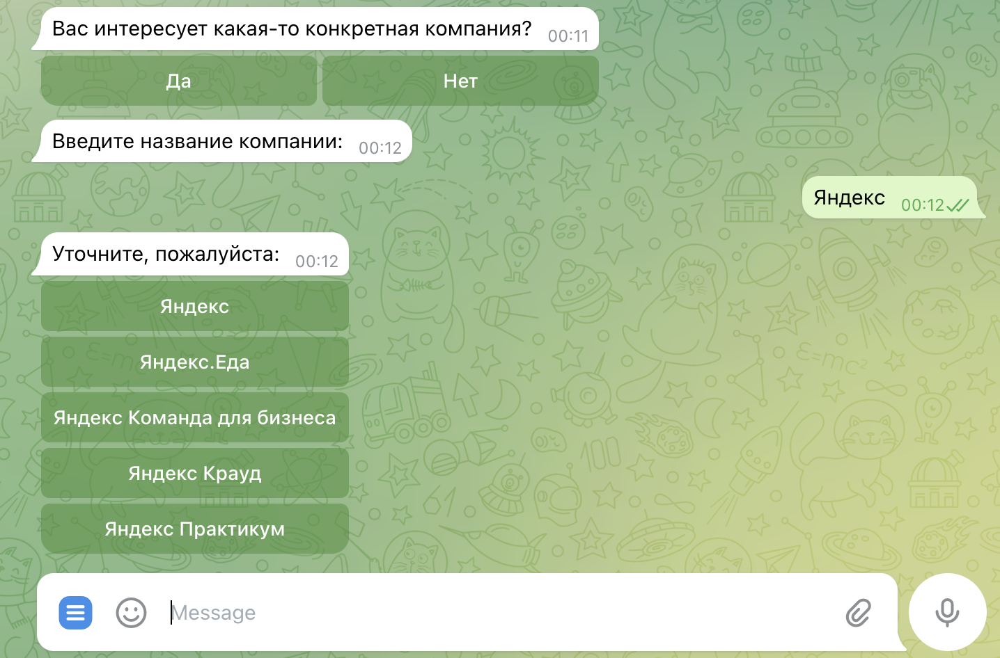 Вас интересует какая-то конкретная компания? 00:11
Да
Нет
Введите название компании: 00:12
Яндекс 00:12
Уточните, пожалуйста: 00:12
Яндекс
Яндекс.Еда
Яндекс Команда для бизнеса
Яндекс Крауд
Яндекс Практикум
Message